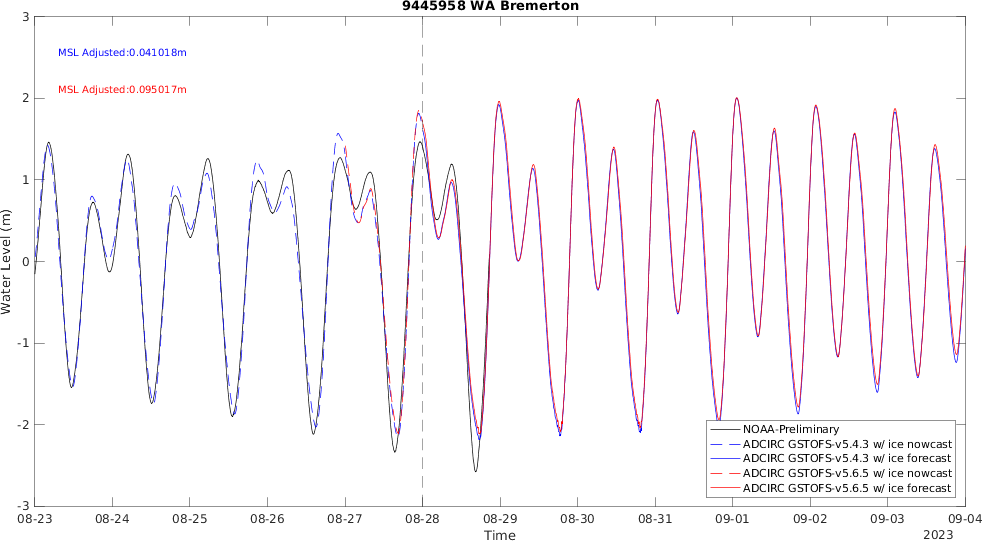 9445958 WA Bremerton
MSL Adjusted:0.041018m
MSL Adjusted:0.095017m
3
2
1
0
-1
-2
-3
Water Level (m)
NOAA-Preliminary
ADCIRC GSTOFS-v5.4.3 w/ ice nowcast
ADCIRC GSTOFS-v5.4.3 w/ ice forecast
ADCIRC GSTOFS-v5.6.5 w/ ice nowcast
ADCIRC GSTOFS-v5.6.5 w/ ice forecast
08-23 08-24 08-25 08-26 08-27 08-28 08-29 08-30 08-31 09-01 09-02 09-03 09-04
Time
2023